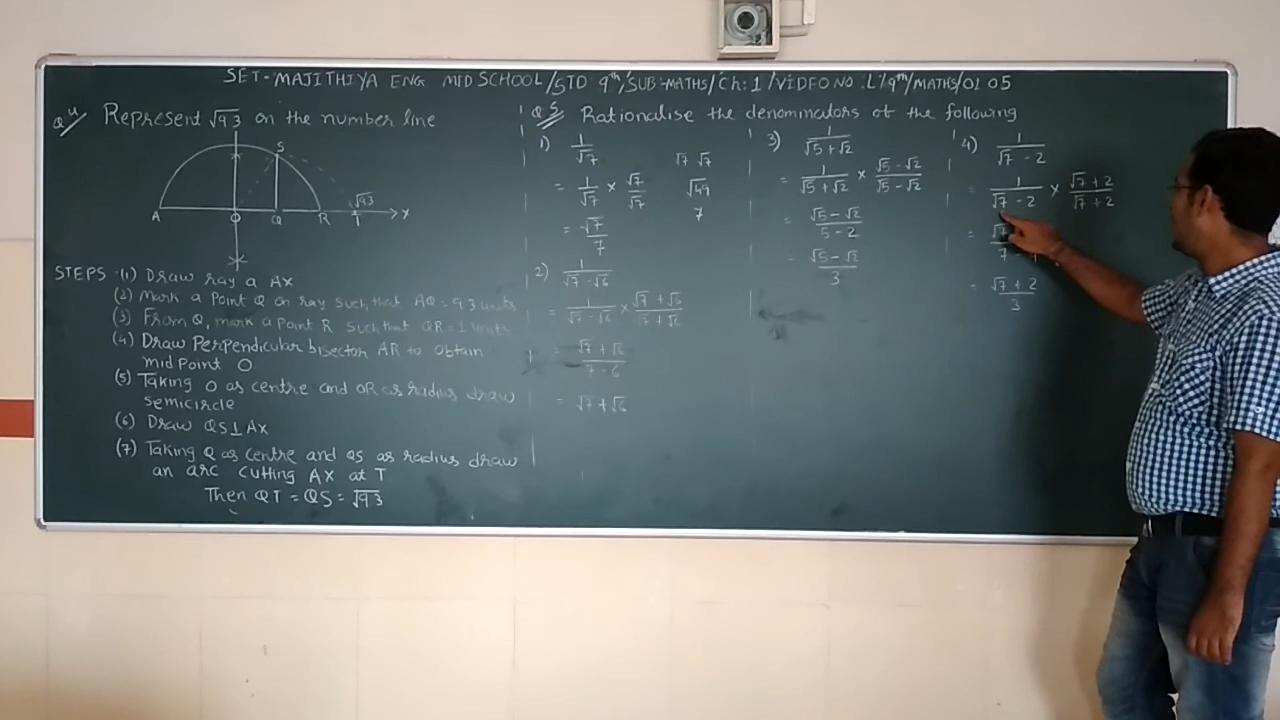 SET- MAJITHIYA ENG MID SCHOOL/STD 9th/SUB-MATHS/Ch:1/VIDEO NO. L7/9th/MATHS/01 05
Q4 Represent √9.3 on the number line
S
√9.3
A O Q R T X
STEPS (1) Draw ray a AX
(2) Mark a point Q on ray such that AQ = 9.3 units
(3) From Q, mark a point R such that QR = 1 units
(4) Draw Perpendicular bisector AR to obtain
midpoint O
(5) Taking O as centre and OR as radius draw
semicircle
(6) Draw QS⊥AX
(7) Taking Q as centre and QS as radius draw
an arc cutting AX at T
Then QT = QS = √9.3
Q5 Rationalise the denominators of the following
1) 1/√7
= 1/√7 × √7/√7
= √7/7
√7 √7
√49
7
2) 1/(√7 - √6)
= 1/(√7 - √6) × (√7 + √6)/(√7 + √6)
= (√7 + √6)/(7 - 6)
= √7 + √6
3) 1/(√5 + √2)
= 1/(√5 + √2) × (√5 - √2)/(√5 - √2)
= (√5 - √2)/(5 - 2)
= (√5 - √2)/3
4) 1/(√7 - 2)
= 1/(√7 - 2) × (√7 + 2)/(√7 + 2)
= √7 / 7 - 4
= (√7 + 2)/3